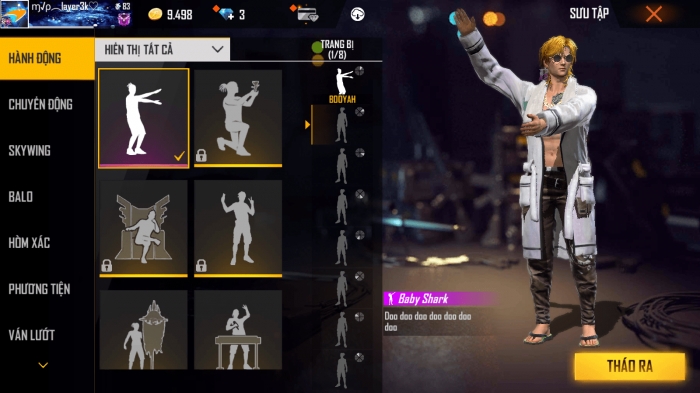 83
9.498
3
SƯU TẬP
HÀNH ĐỘNG
HIỂN THỊ TẤT CẢ
TRANG BỊ
(1/8)
BOOYAH
CHUYỂN ĐỘNG
SKYWING
BALO
HÒM XÁC
PHƯƠNG TIỆN
VÁN LƯỚT
Baby Shark
Doo doo doo doo doo doo
doo
THÁO RA